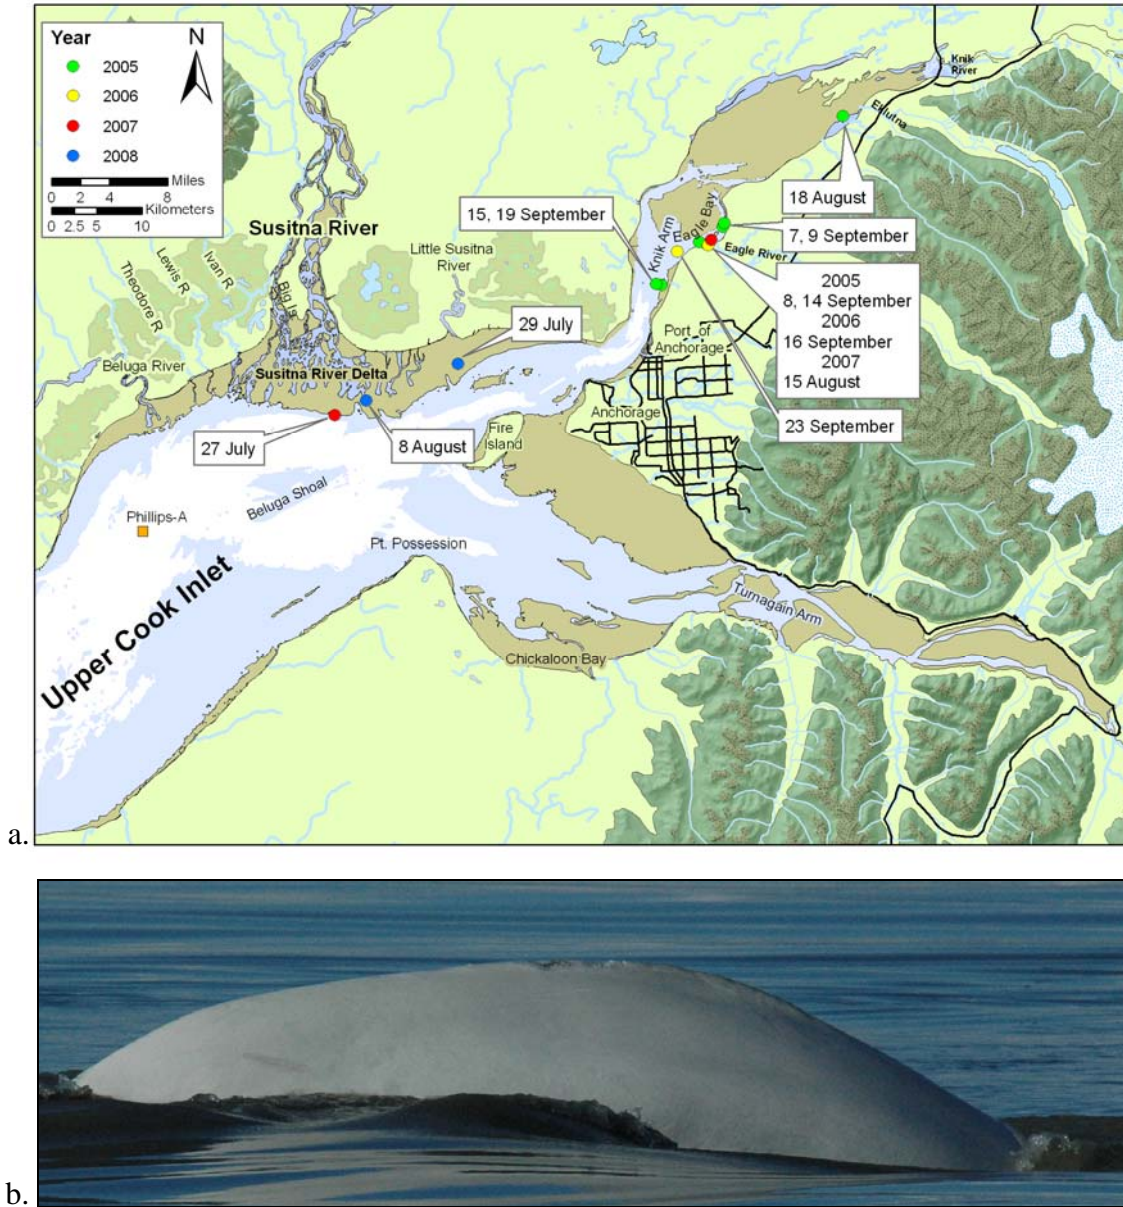 Year
N
2005
2006
2007
2008
Miles
0 2 4 8
Kilometers
0 2.5 5 10
Knik
River
Eklutna
18 August
15, 19 September
Eagle Bay
7, 9 September
Knik Arm
Eagle River
Susitna River
Little Susitna
River
Ivan R
Lewis R
Theodore R
Big Is
2005
8, 14 September
2006
16 September
2007
15 August
29 July
Port of
Anchorage
Beluga River
Susitna River Delta
Anchorage
23 September
Fire
Island
27 July
8 August
Beluga Shoal
Phillips-A
Pt. Possession
Upper Cook Inlet
Turnagain Arm
Chickaloon Bay
a.
b.